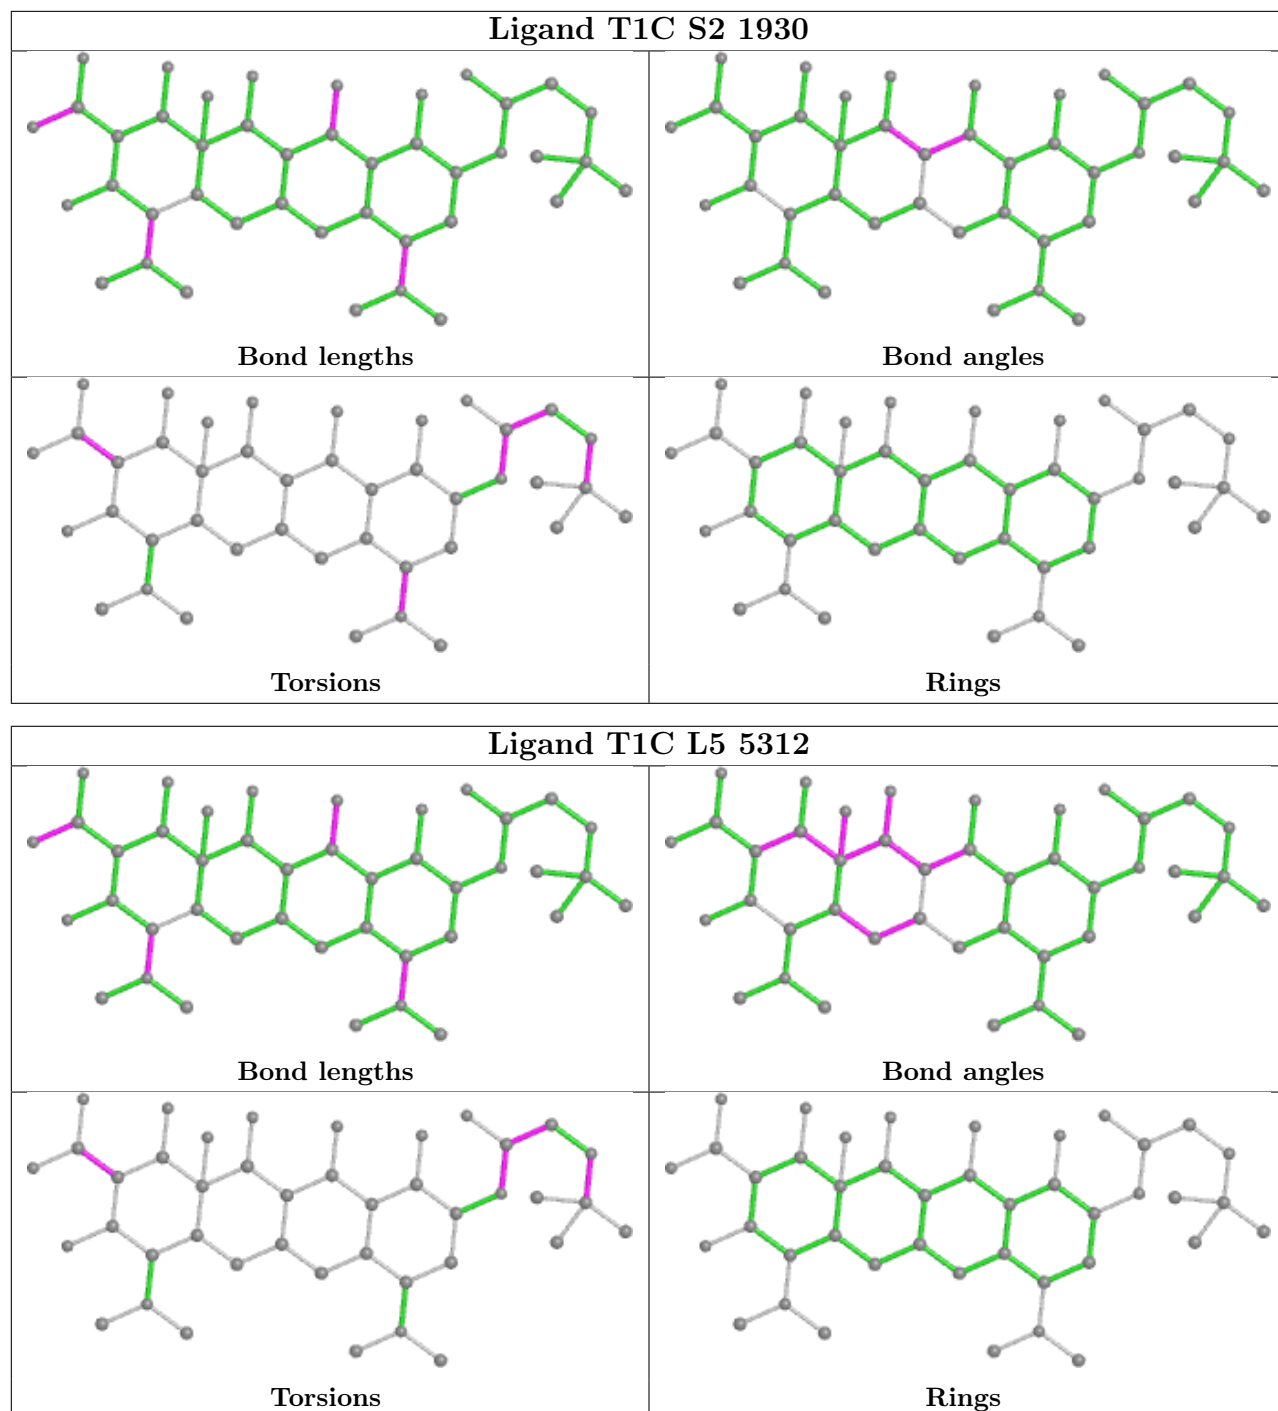 Ligand T1C S2 1930
Bond lengths
Bond angles
Torsions
Rings
Ligand T1C L5 5312
Bond lengths
Bond angles
Torsions
Rings